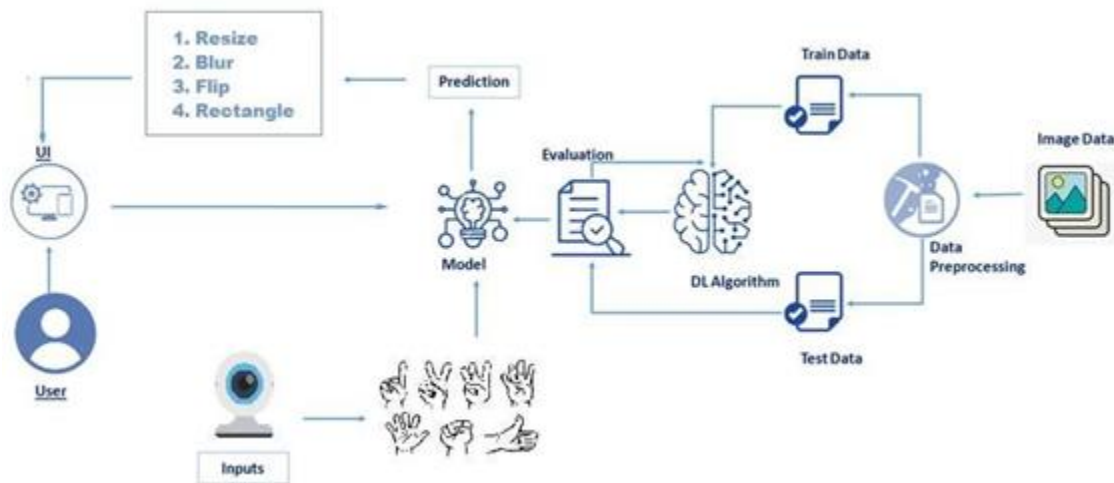 1. Resize
2. Blur
3. Flip
4. Rectangle
Prediction
Train Data
Image Data
UI
Evaluation
Model
DL Algorithm
Data
Preprocessing
User
Test Data
Inputs